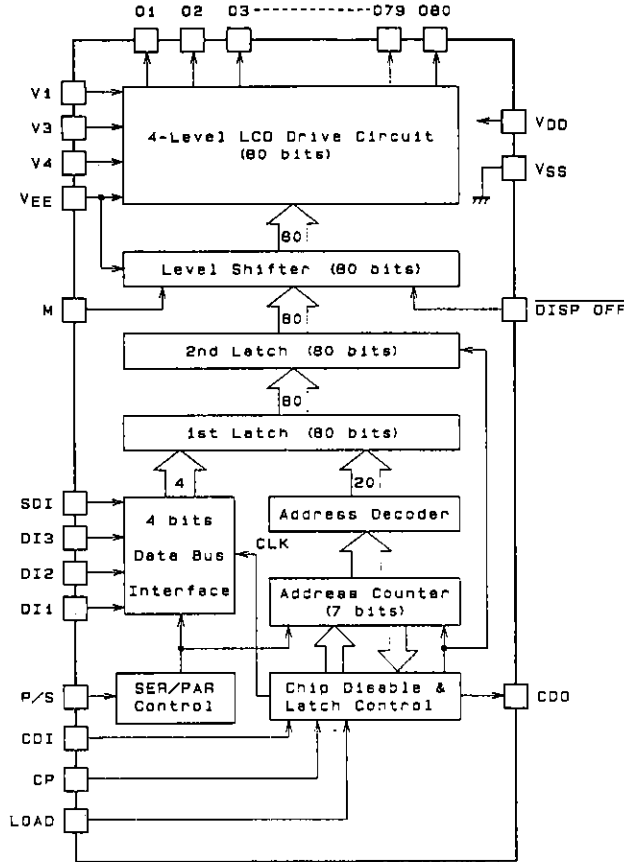 O1 O2 O3 O79 O80
V1
V3
V4
VEE
4-Level LCD Drive Circuit
(80 bits)
VDD
VSS
80
Level Shifter (80 bits)
M
DISP OFF
80
2nd Latch (80 bits)
80
1st Latch (80 bits)
4
20
SDI
DI3
DI2
DI1
4 bits
Data Bus
Interface
CLK
Address Decoder
Address Counter
(7 bits)
P/S
SER/PAR
Control
Chip Disable &
Latch Control
CDO
CDI
CP
LOAD